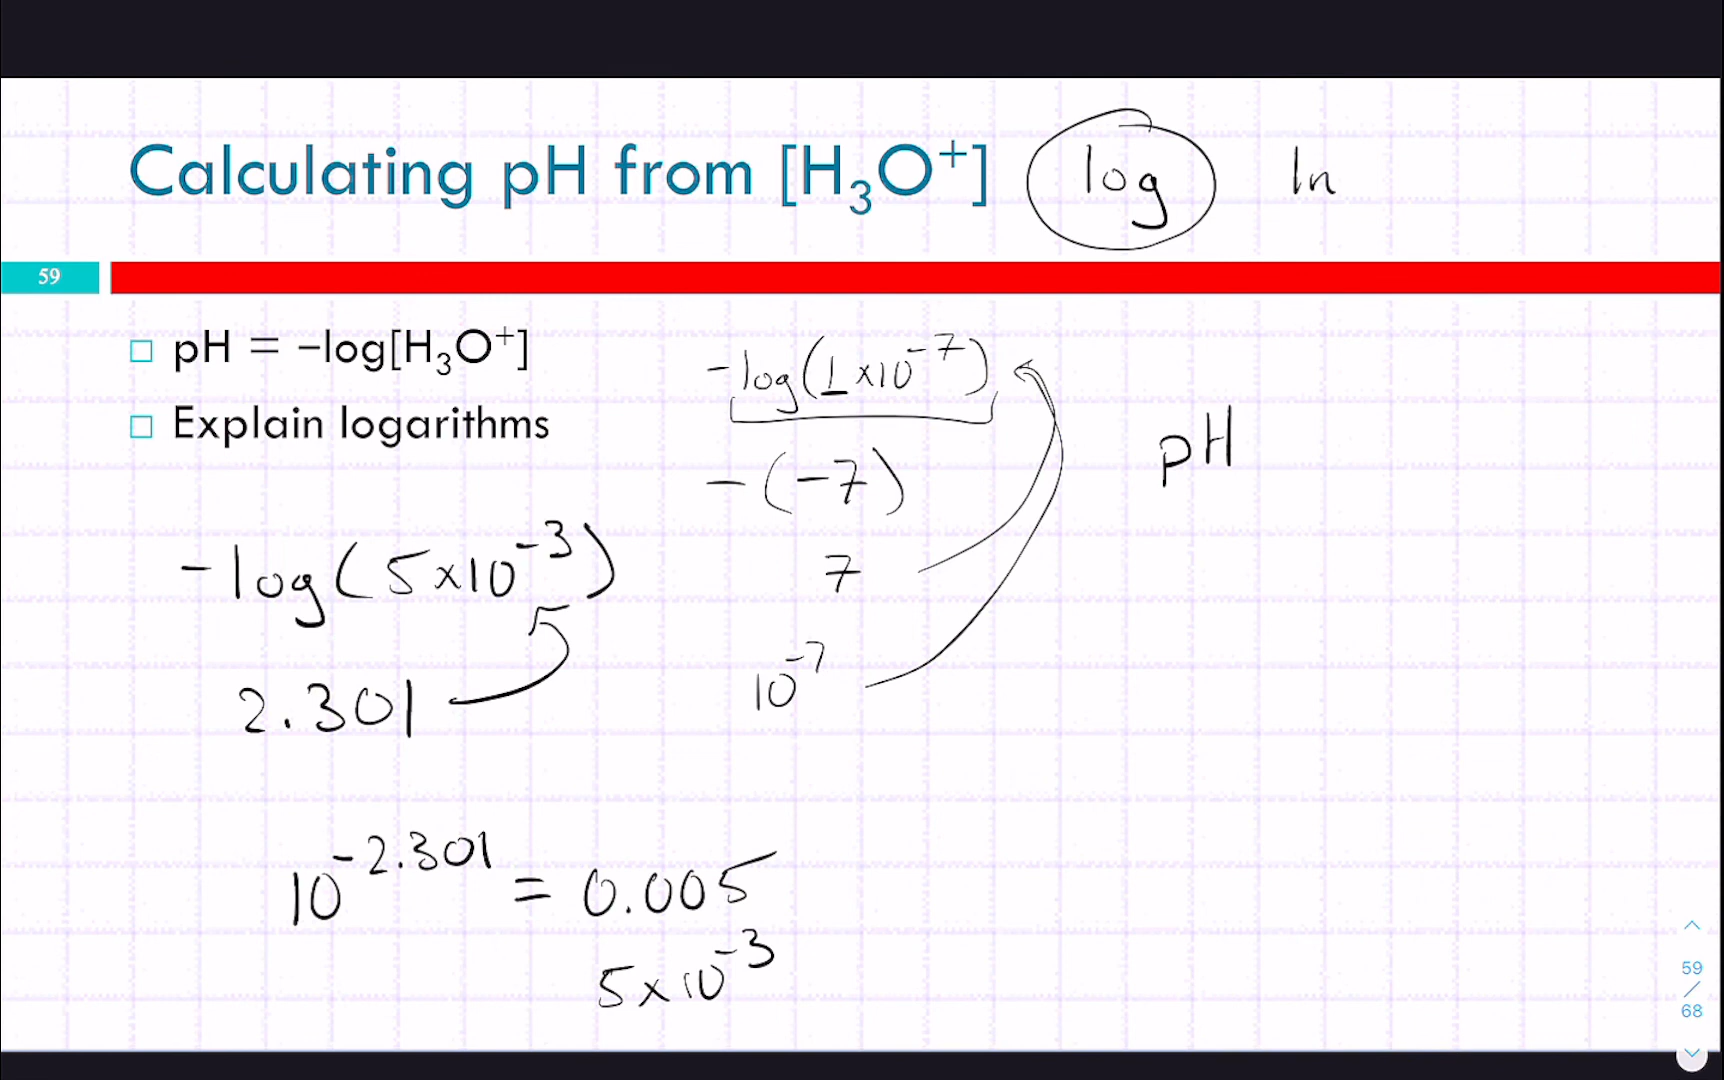 Calculating pH from [H₃O⁺]
log
ln
59
pH = –log[H₃O⁺]
Explain logarithms
-log(1×10⁻⁷)
-(-7)
7
10⁻⁷
pH
-log(5×10⁻³)
2.301
10⁻²·³⁰¹ = 0.005
5×10⁻³
59
/
68